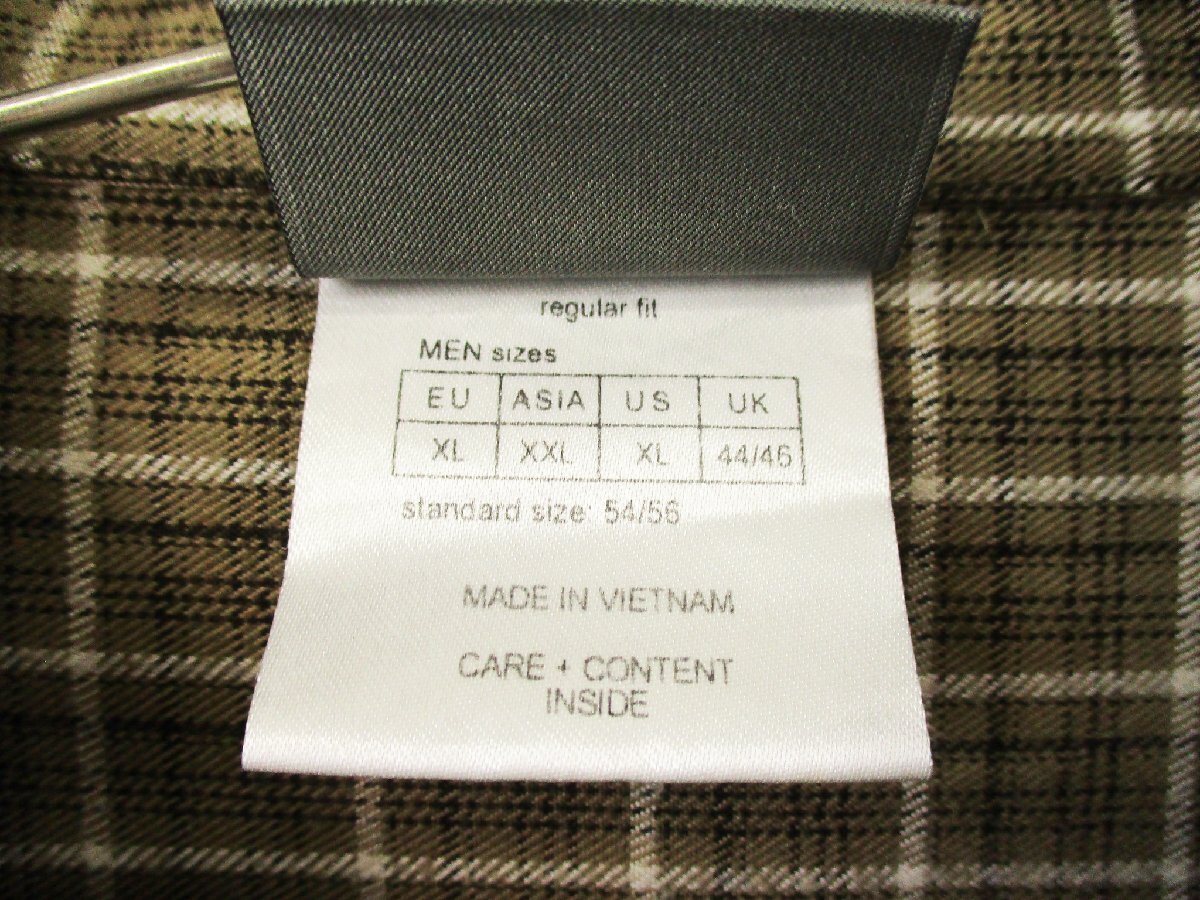 regular fit
MEN sizes
EU ASIA US UK
XL XXL XL 44/46
standard size: 54/56
MADE IN VIETNAM
CARE + CONTENT
INSIDE